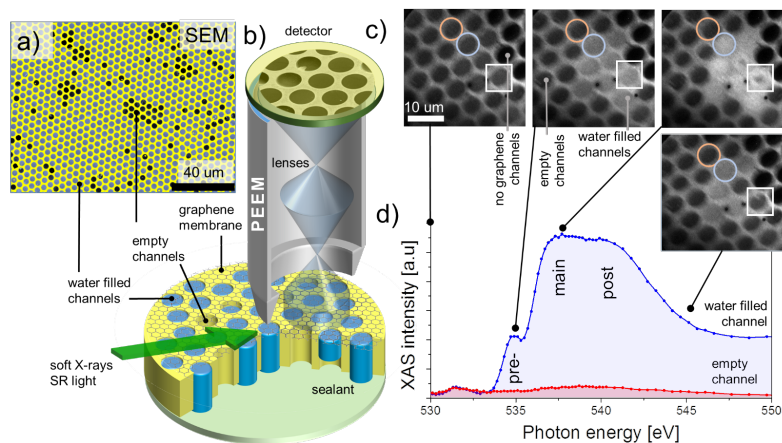 a)
SEM
40 um
b)
detector
lenses
PEEM
graphene
membrane
empty
channels
water filled
channels
soft X-rays
SR light
sealant
c)
10 um
no graphene
channels
empty
channels
water filled
channels
d)
XAS intensity [a.u]
pre-
main
post
water filled
channel
empty
channel
530
535
540
545
550
Photon energy [eV]